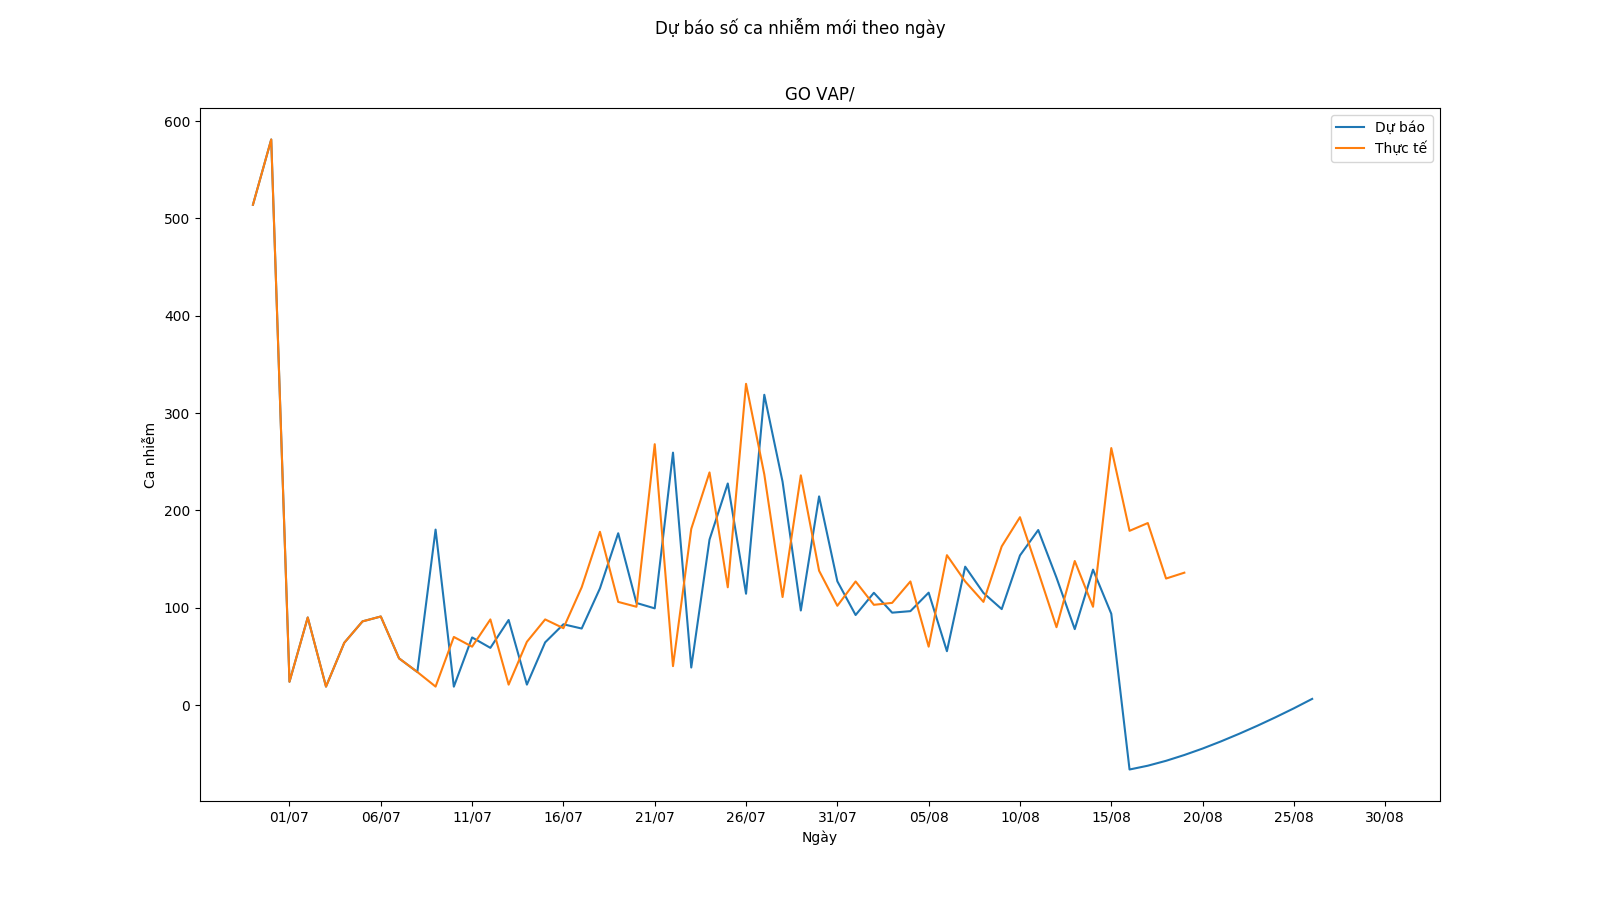 Dự báo số ca nhiễm mới theo ngày
GO VAP/
Dự báo
Thực tế
Ca nhiễm
600
500
400
300
200
100
0
01/07 06/07 11/07 16/07 21/07 26/07 31/07 05/08 10/08 15/08 20/08 25/08 30/08
Ngày